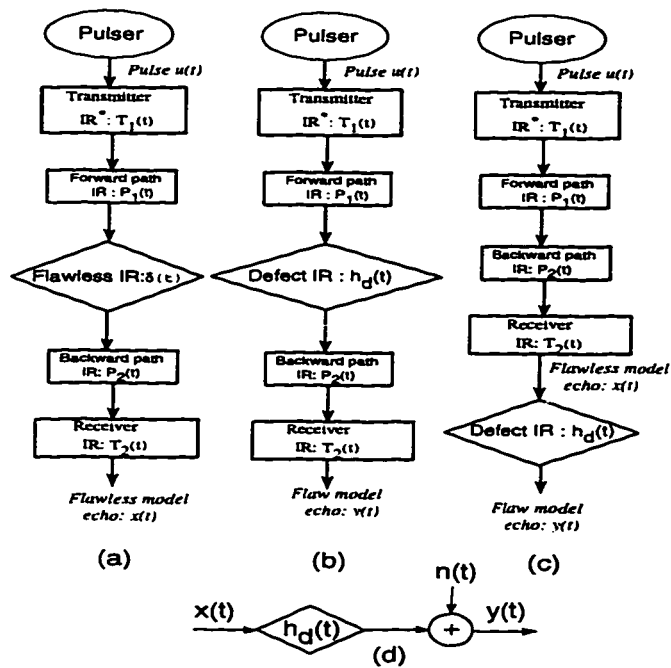 Pulser
Pulse u(t)
Transmitter
IR*: T1(t)
Forward path
IR : P1(t)
Flawless IR:δ(t)
Backward path
IR: P2(t)
Receiver
IR: T2(t)
Flawless model
echo: x(t)
(a)
Pulser
Pulse u(t)
Transmitter
IR*: T1(t)
Forward path
IR : P1(t)
Defect IR : hd(t)
Backward path
IR: P2(t)
Receiver
IR: T2(t)
Flaw model
echo: y(t)
(b)
Pulser
Pulse u(t)
Transmitter
IR*: T1(t)
Forward path
IR : P1(t)
Backward path
IR: P2(t)
Receiver
IR: T2(t)
Flawless model
echo: x(t)
Defect IR : hd(t)
Flaw model
echo: y(t)
(c)
x(t)
hd(t)
n(t)
+
y(t)
(d)